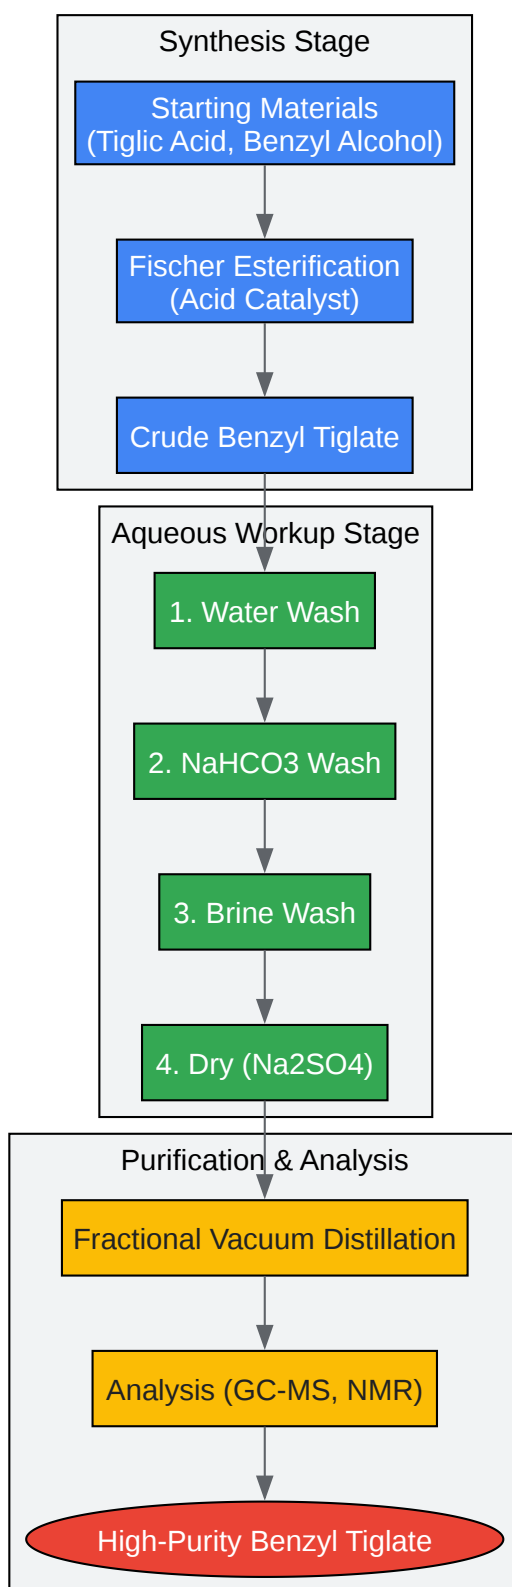 Synthesis Stage
Starting Materials
(Tiglic Acid, Benzyl Alcohol)
Fischer Esterification
(Acid Catalyst)
Crude Benzyl Tiglate
Aqueous Workup Stage
1. Water Wash
2. NaHCO3 Wash
3. Brine Wash
4. Dry (Na2SO4)
Purification & Analysis
Fractional Vacuum Distillation
Analysis (GC-MS, NMR)
High-Purity Benzyl Tiglate